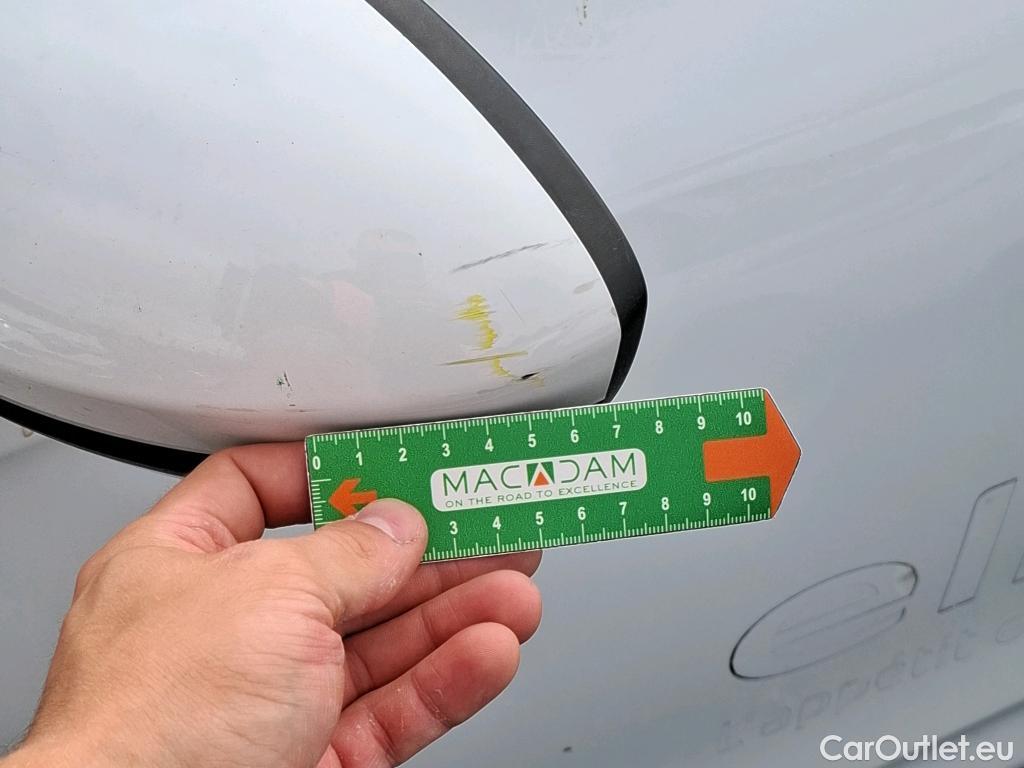 0 1 2 3 4 5 6 7 8 9 10
MACADAM
ON THE ROAD TO EXCELLENCE
3 4 5 6 7 8 9 10
CarOutlet.eu